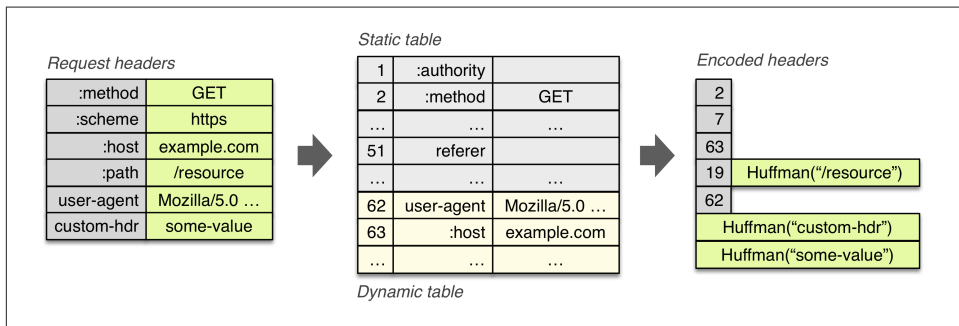 Request headers
:method GET
:scheme https
:host example.com
:path /resource
user-agent Mozilla/5.0 …
custom-hdr some-value
Static table
1 :authority
2 :method GET
… … …
51 referer
… … …
62 user-agent Mozilla/5.0 …
63 :host example.com
… … …
Dynamic table
Encoded headers
2
7
63
19 Huffman(“/resource”)
62
Huffman(“custom-hdr”)
Huffman(“some-value”)